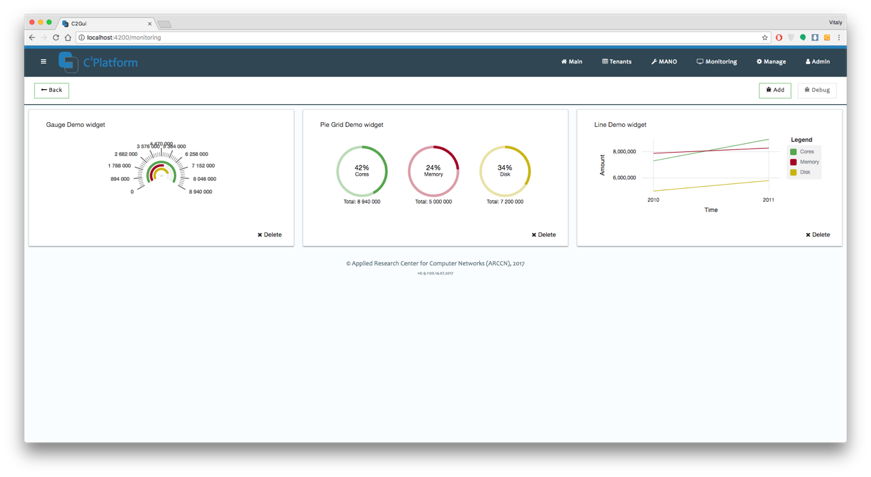 C2Gui
Vitaly
localhost:4200/monitoring
C³Platform
Main
Tenants
MANO
Monitoring
Manage
Admin
Back
Add
Debug
Gauge Demo widget
0
894 000
1 788 000
2 682 000
3 576 000
4 470 000
5 364 000
6 258 000
7 152 000
8 046 000
8 940 000
Delete
Pie Grid Demo widget
42%
Cores
Total: 8 940 000
24%
Memory
Total: 5 000 000
34%
Disk
Total: 7 200 000
Delete
Line Demo widget
Amount
8,000,000
6,000,000
2010
2011
Time
Legend
Cores
Memory
Disk
Delete
© Applied Research Center for Computer Networks (ARCCN), 2017